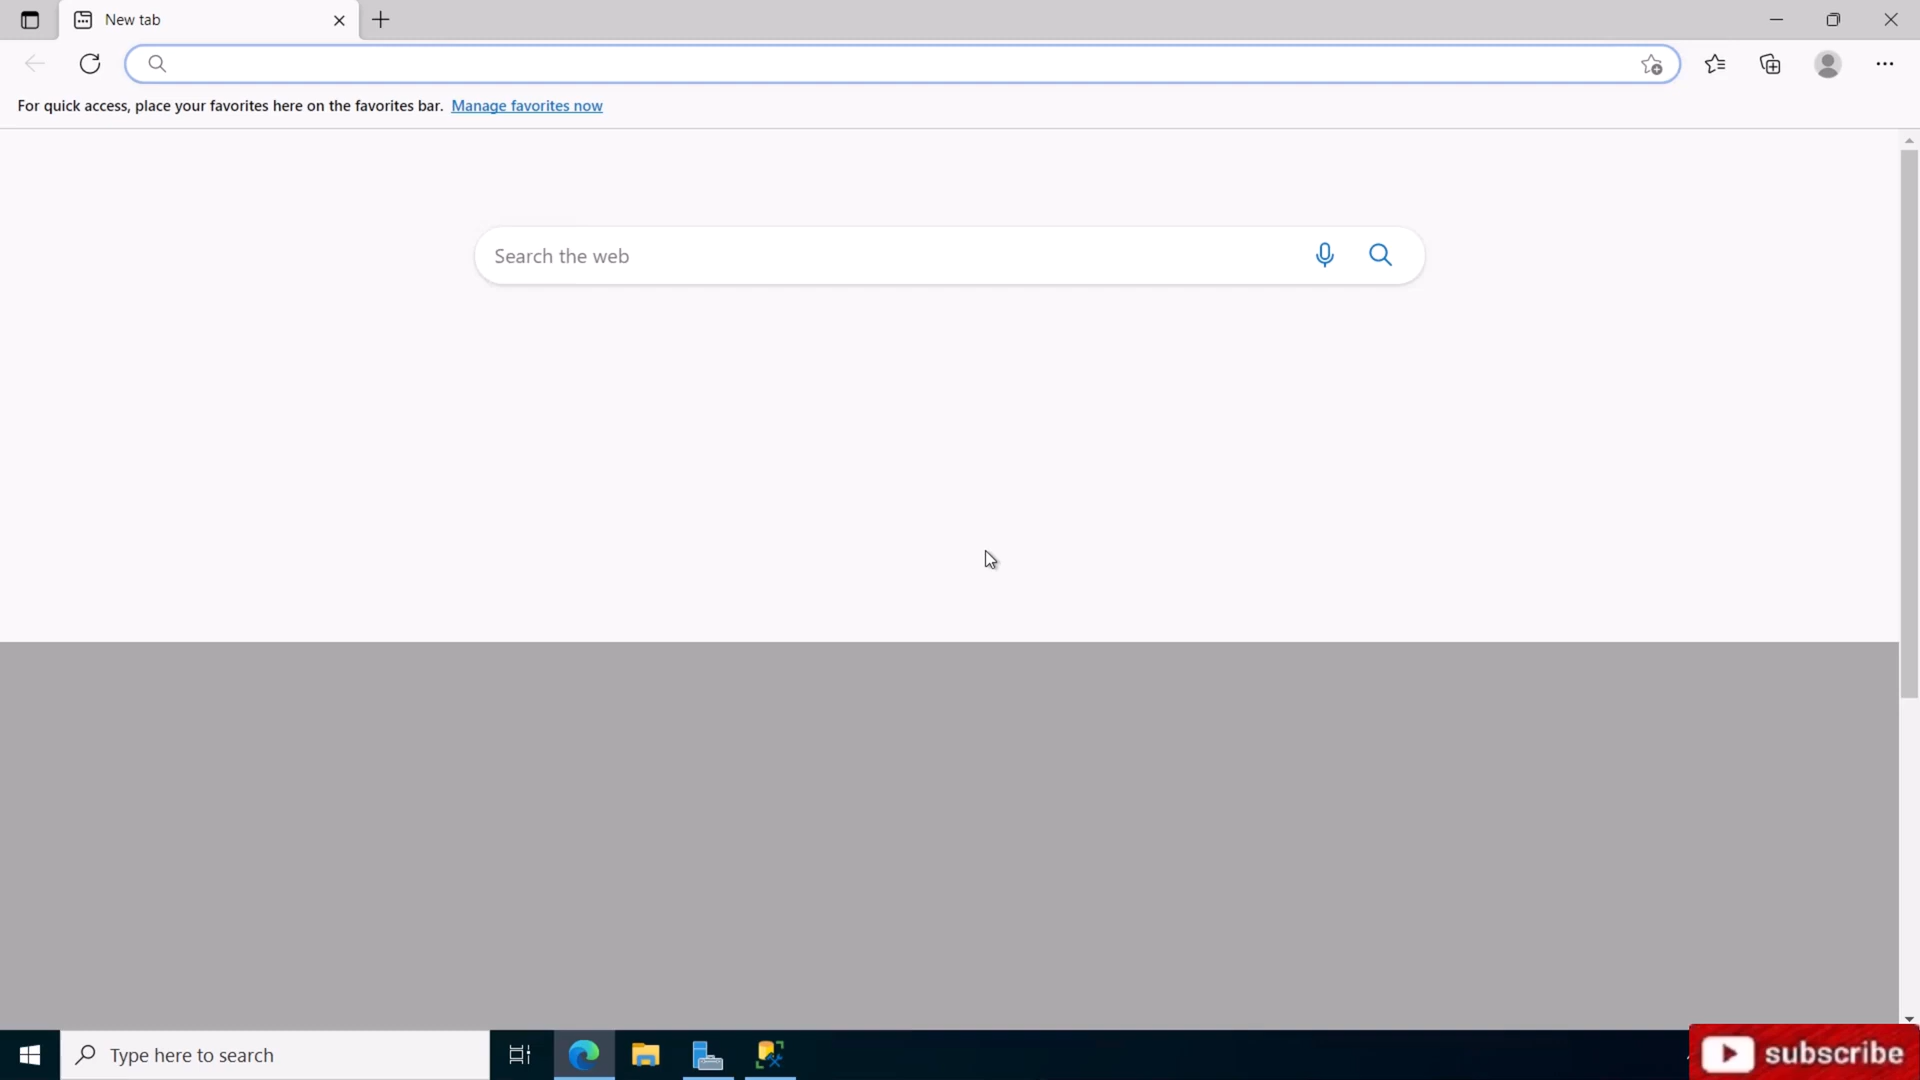 New tab
For quick access, place your favorites here on the favorites bar. Manage favorites now
Search the web
Type here to search
subscribe